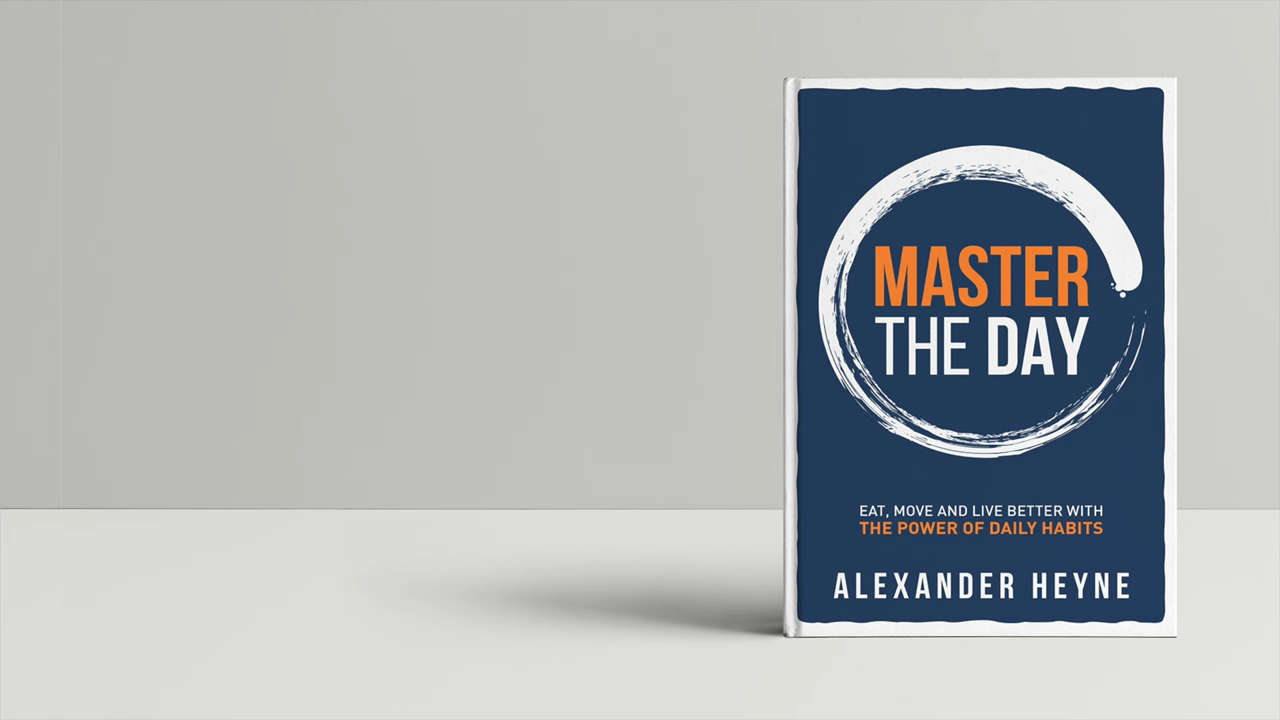 MASTER
THE DAY
EAT, MOVE AND LIVE BETTER WITH
THE POWER OF DAILY HABITS
ALEXANDER HEYNE